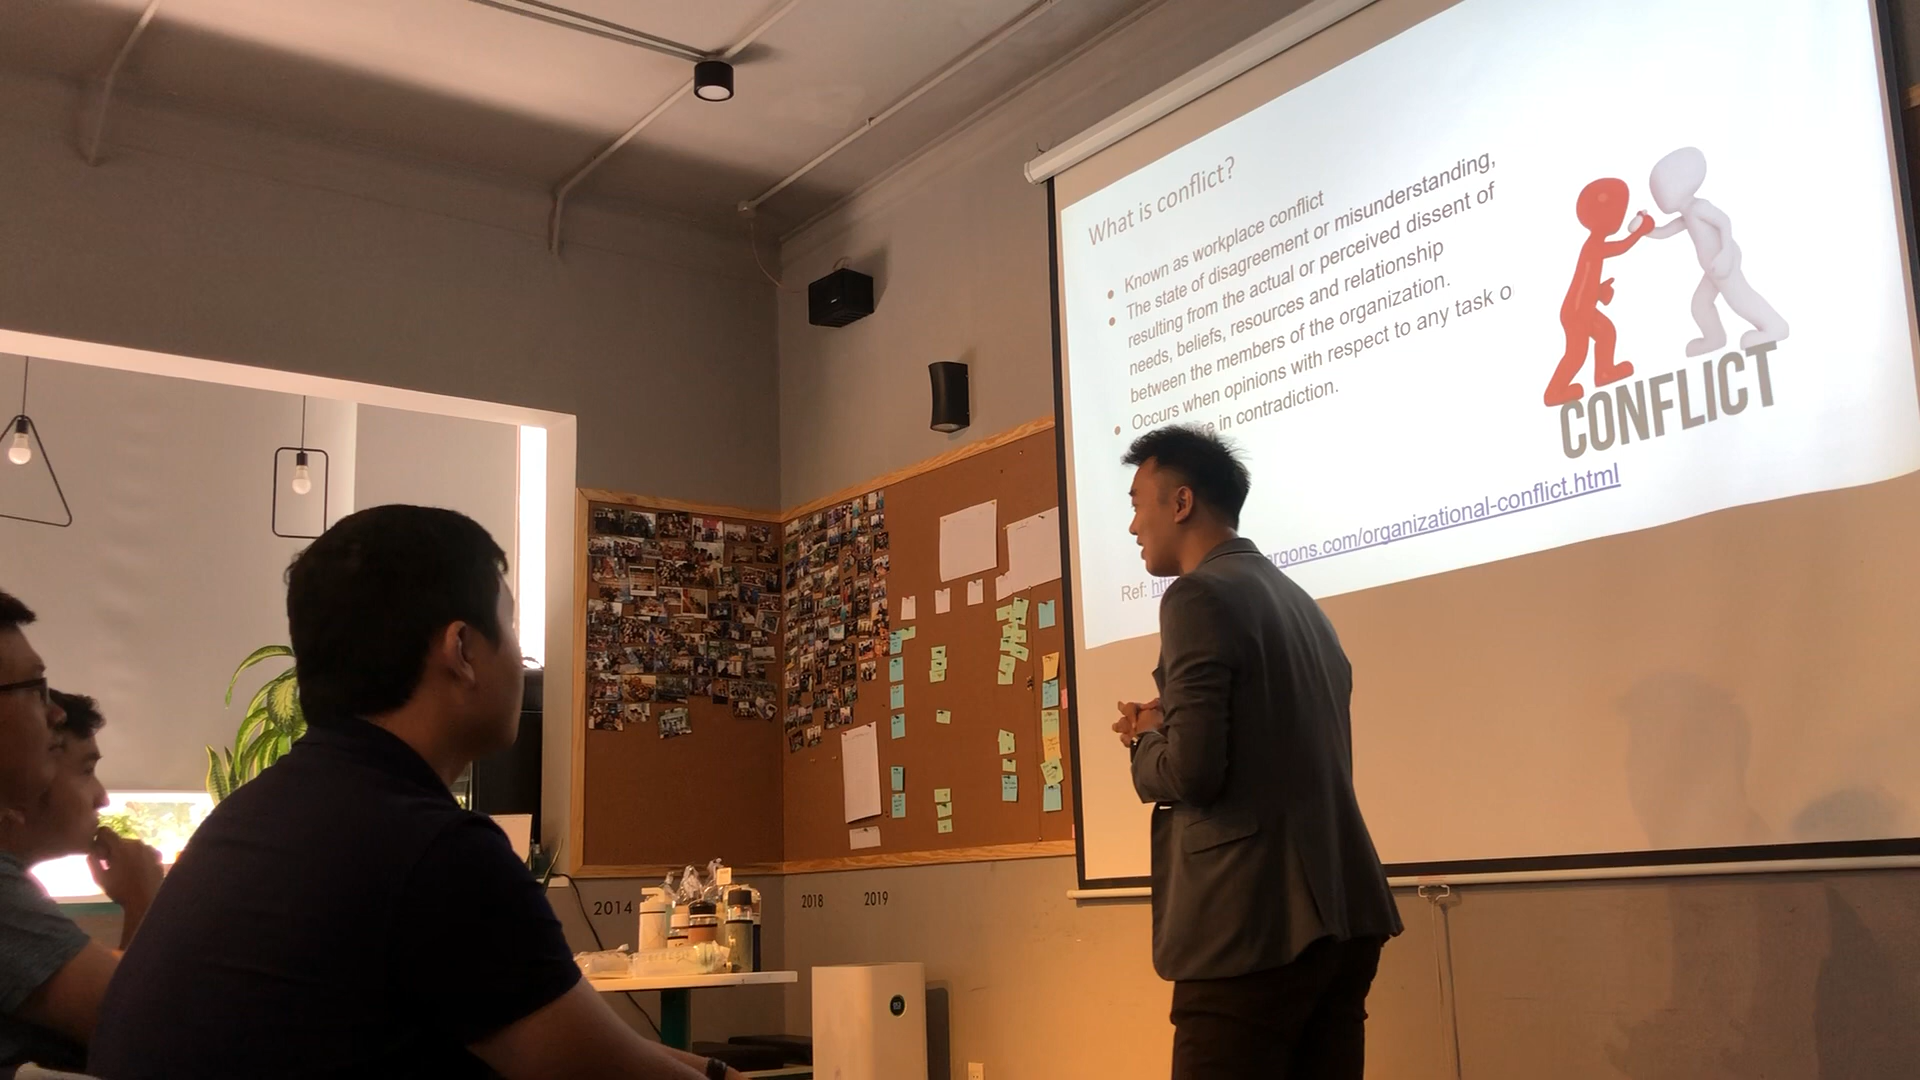 What is conflict?
Known as workplace conflict
The state of disagreement or misunderstanding,
resulting from the actual or perceived dissent of
needs, beliefs, resources and relationship
between the members of the organization.
Occurs when opinions with respect to any task o
in contradiction.
CONFLICT
Ref: ergons.com/organizational-conflict.html
2014
2018
2019